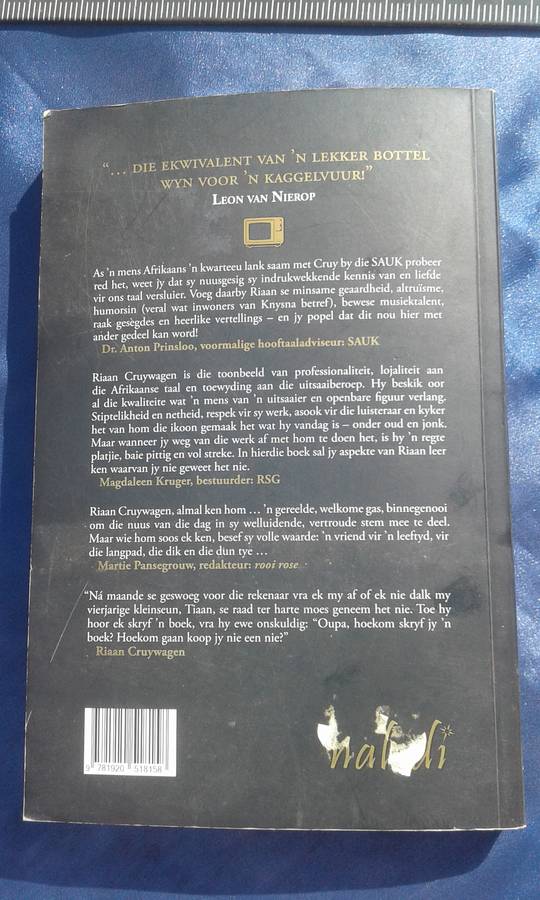 “... DIE EKWIVALENT VAN ’N LEKKER BOTTEL
WYN VOOR ’N KAGGELVUUR!”
LEON VAN NIEROP
As ’n mens Afrikaans ’n kwarteeu lank saam met Cruy by die SAUK probeer
red het, weet jy dat sy nuusgesig sy indrukwekkende kennis van en liefde
vir ons taal versluier. Voeg daarby Riaan se minsame geaardheid, altruïsme,
humorsin (veral wat inwoners van Knysna betref), bewese musiektalent,
raak gesêgdes en heerlike vertellings – en jy popel dat dit nou hier met
ander gedeel kan word!
Dr. Anton Prinsloo, voormalige hooftaaladviseur: SAUK
Riaan Cruywagen is die toonbeeld van professionaliteit, lojaliteit aan
die Afrikaanse taal en toewyding aan die uitsaaiberoep. Hy beskik oor
al die kwaliteite wat ’n mens van ’n uitsaaier en openbare figuur verlang.
Stiptelikheid en netheid, respek vir sy werk, asook vir die luisteraar en kyker
het van hom die ikoon gemaak het wat hy vandag is – onder oud en jonk.
Maar wanneer jy weg van die werk af met hom te doen het, is hy ’n regte
platjie, baie pittig en vol streke. In hierdie boek sal jy aspekte van Riaan leer
ken waarvan jy nie geweet het nie.
Magdaleen Kruger, bestuurder: RSG
Riaan Cruywagen, almal ken hom ... ’n gereelde, welkome gas, binnegenooi
om die nuus van die dag in sy welluidende, vertroude stem mee te deel.
Maar wie hom soos ek ken, besef sy volle waarde: ’n vriend vir ’n leeftyd, vir
die langpad, die dik en die dun tye ...
Martie Pansegrouw, redakteur: rooi rose
“Ná maande se geswoeg voor die rekenaar vra ek my af of ek nie dalk my
vierjarige kleinseun, Tiaan, se raad ter harte moes geneem het nie. Toe hy
hoor ek skryf ’n boek, vra hy ewe onskuldig: “Oupa, hoekom skryf jy ’n
boek? Hoekom gaan koop jy nie een nie?”
Riaan Cruywagen
9 781920 518158